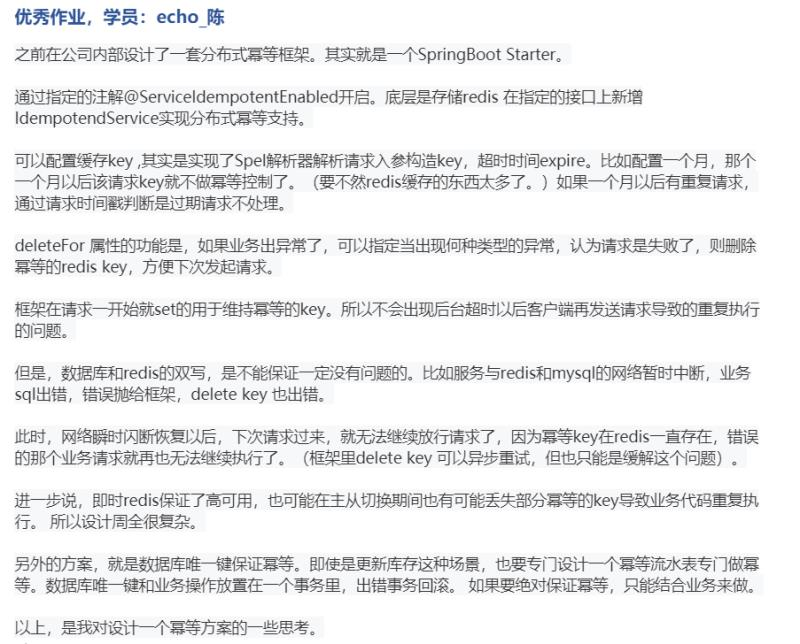 优秀作业，学员：echo_陈
之前在公司内部设计了一套分布式幂等框架。其实就是一个SpringBoot Starter。
通过指定的注解@ServiceIdempotentEnabled开启。底层是存储redis 在指定的接口上新增
IdempotendService实现分布式幂等支持。
可以配置缓存key ,其实是实现了Spel解析器解析请求入参构造key，超时时间expire。比如配置一个月，那个
一个月以后该请求key就不做幂等控制了。（要不然redis缓存的东西太多了。）如果一个月以后有重复请求，
通过请求时间戳判断是过期请求不处理。
deleteFor 属性的功能是，如果业务出异常了，可以指定当出现何种类型的异常，认为请求是失败了，则删除
幂等的redis key，方便下次发起请求。
框架在请求一开始就set的用于维持幂等的key。所以不会出现后台超时以后客户端再发送请求导致的重复执行
的问题。
但是，数据库和redis的双写，是不能保证一定没有问题的。比如服务与redis和mysql的网络暂时中断，业务
sql出错，错误抛给框架，delete key 也出错。
此时，网络瞬时闪断恢复以后，下次请求过来，就无法继续放行请求了，因为幂等key在redis一直存在，错误
的那个业务请求就再也无法继续执行了。（框架里delete key 可以异步重试，但也只能是缓解这个问题）。
进一步说，即时redis保证了高可用，也可能在主从切换期间也有可能丢失部分幂等的key导致业务代码重复执
行。 所以设计周全很复杂。
另外的方案，就是数据库唯一键保证幂等。即使是更新库存这种场景，也要专门设计一个幂等流水表专门做幂
等。数据库唯一键和业务操作放置在一个事务里，出错事务回滚。 如果要绝对保证幂等，只能结合业务来做。
以上，是我对设计一个幂等方案的一些思考。